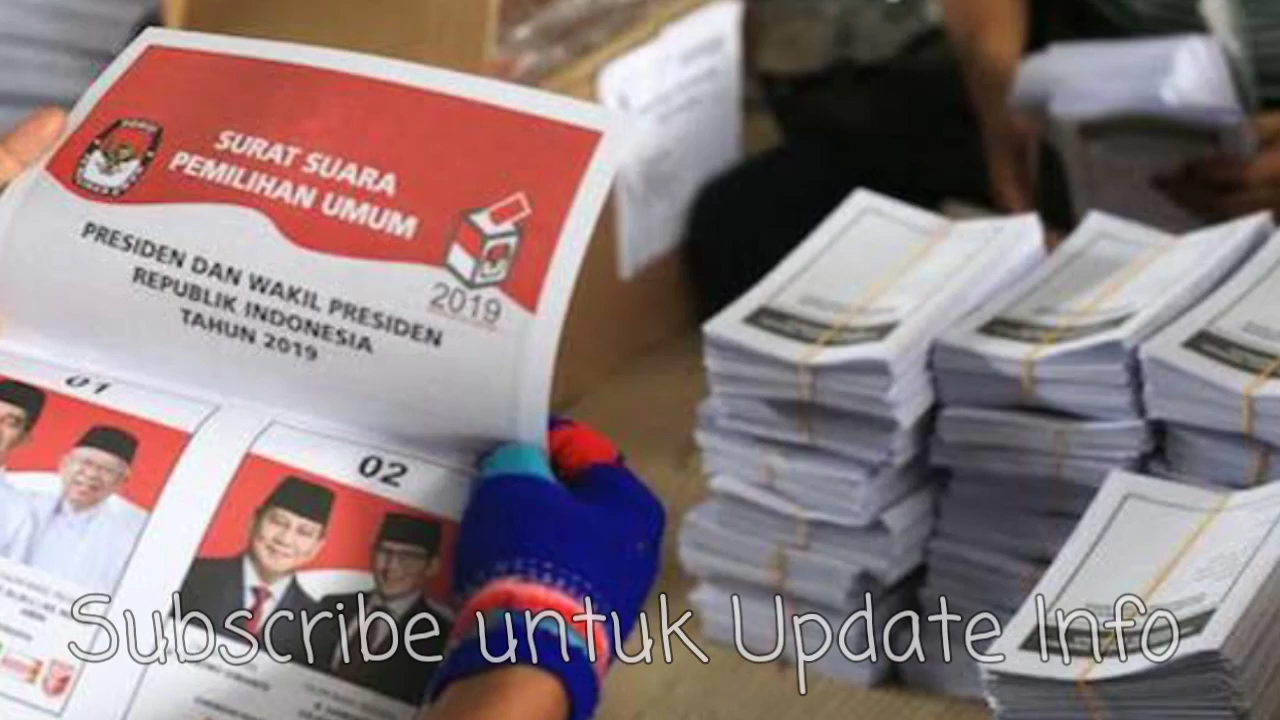 SURAT SUARA
PEMILIHAN UMUM
2019
PRESIDEN DAN WAKIL PRESIDEN
REPUBLIK INDONESIA
TAHUN 2019
01
02
Subscribe untuk Update Info